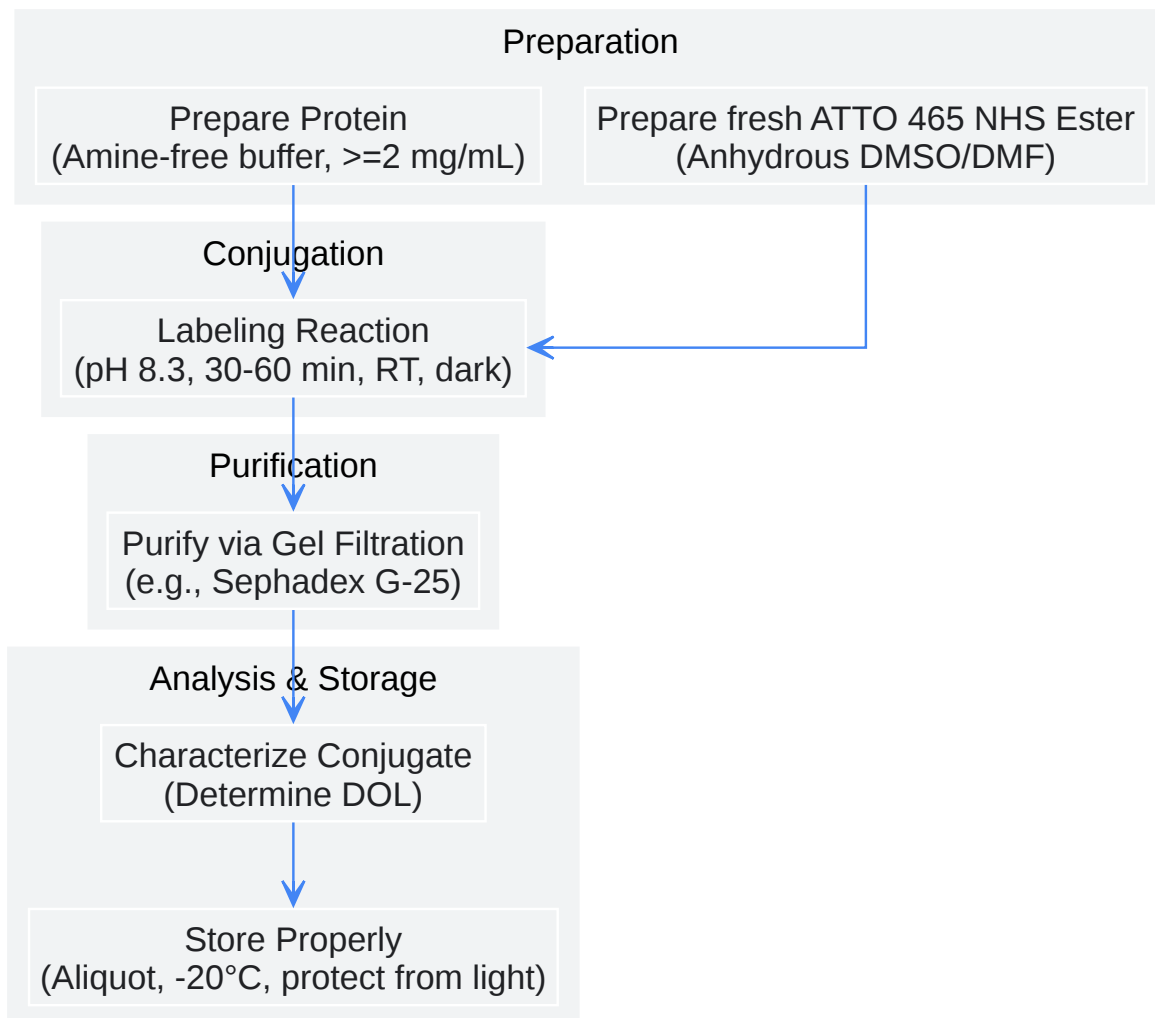 Preparation
Prepare Protein
(Amine-free buffer, >=2 mg/mL)
Prepare fresh ATTO 465 NHS Ester
(Anhydrous DMSO/DMF)
Conjugation
Labeling Reaction
(pH 8.3, 30-60 min, RT, dark)
Purification
Purify via Gel Filtration
(e.g., Sephadex G-25)
Analysis & Storage
Characterize Conjugate
(Determine DOL)
Store Properly
(Aliquot, -20°C, protect from light)